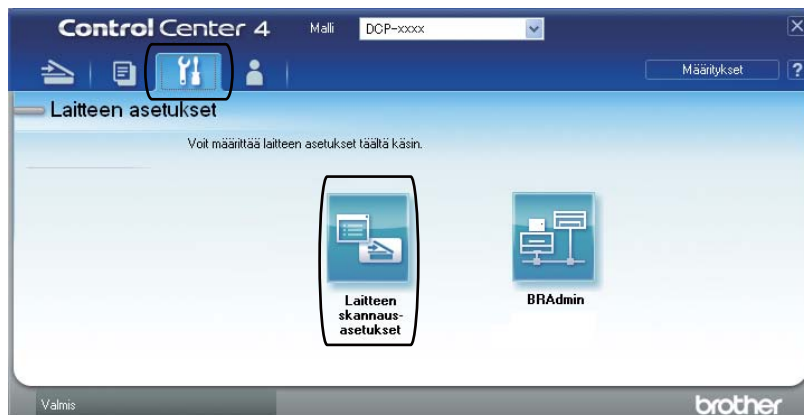 Control Center 4 Malli DCP-xxxx
Määritykset ?
Laitteen asetukset
Voit määrittää laitteen asetukset täältä käsin.
Laitteen
skannaus-
asetukset
BRAdmin
Valmis
brother